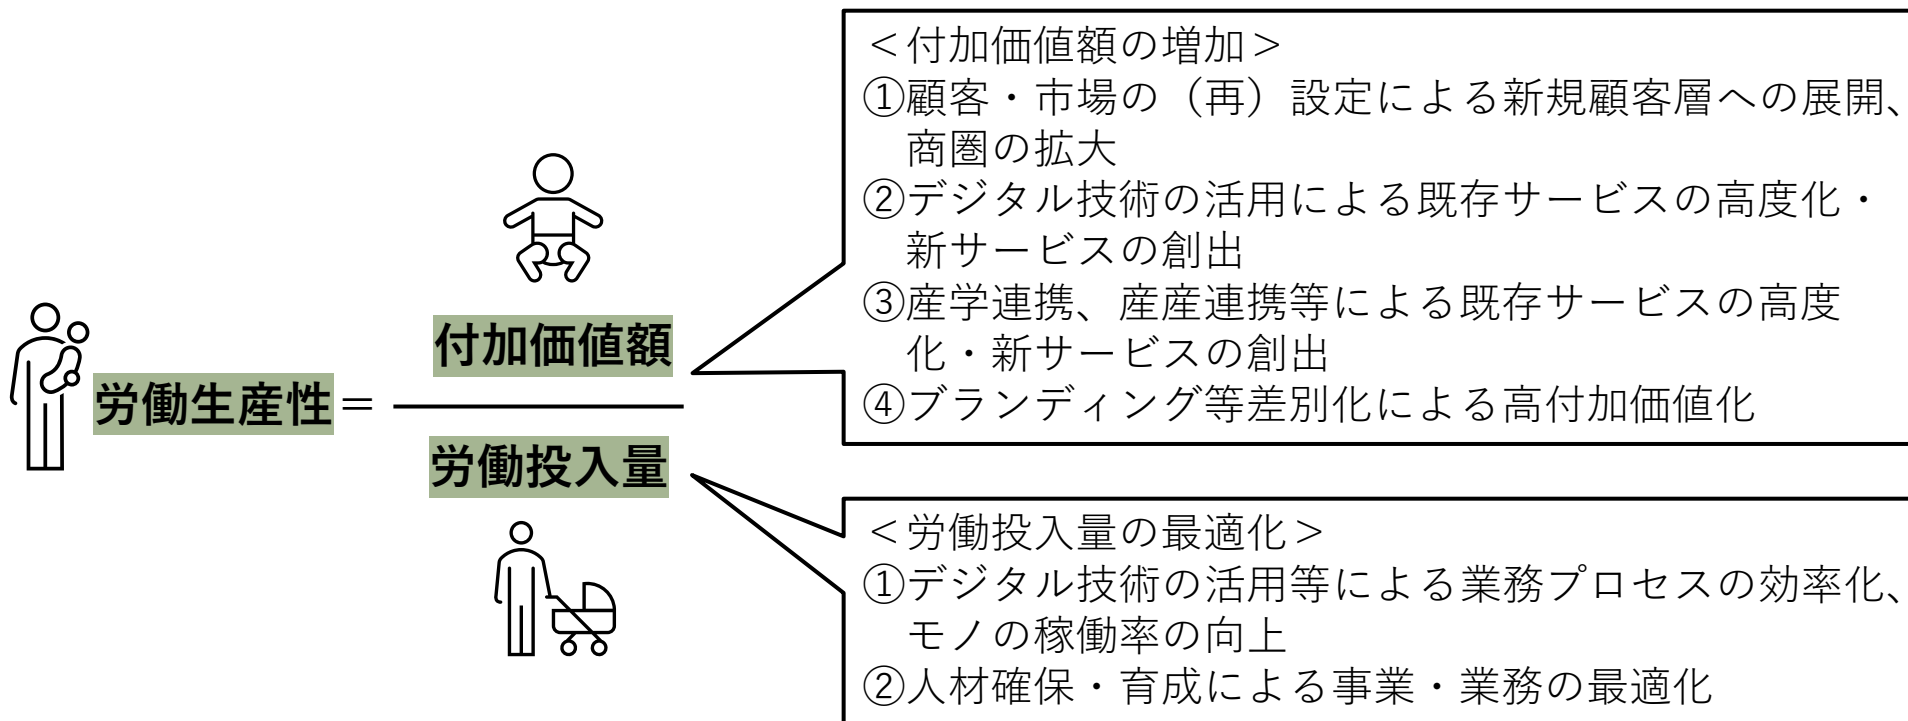 労働生産性＝
付加価値額
労働投入量
＜付加価値額の増加＞
①顧客・市場の（再）設定による新規顧客層への展開、
商圏の拡大
②デジタル技術の活用による既存サービスの高度化・
新サービスの創出
③産学連携、産産連携等による既存サービスの高度
化・新サービスの創出
④ブランディング等差別化による高付加価値化
＜労働投入量の最適化＞
①デジタル技術の活用等による業務プロセスの効率化、
モノの稼働率の向上
②人材確保・育成による事業・業務の最適化